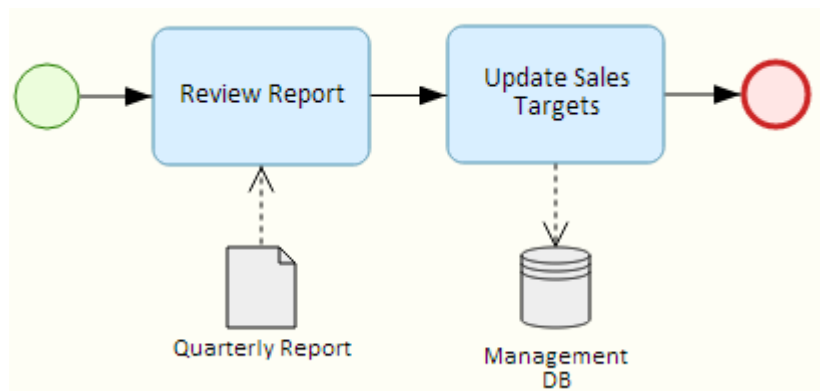 Review Report
Update Sales
Targets
Quarterly Report
Management
DB